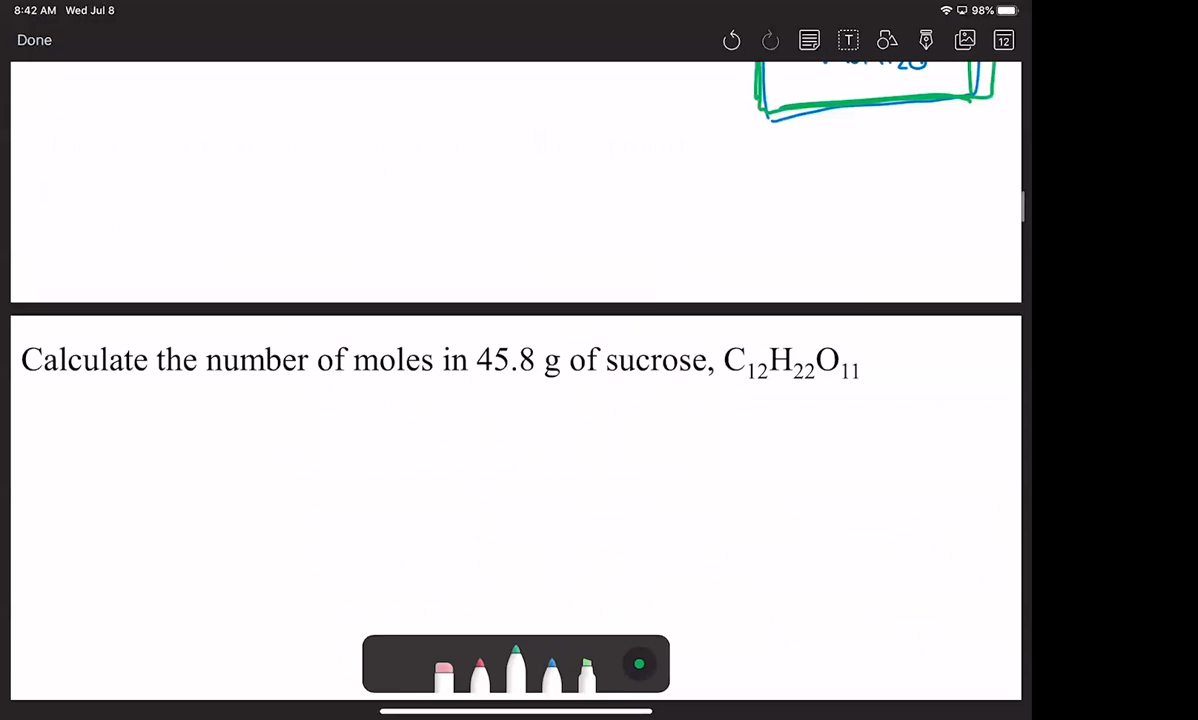 8:42 AM Wed Jul 8
98%
Done
T
12
Calculate the number of moles in 45.8 g of sucrose, C₁₂H₂₂O₁₁